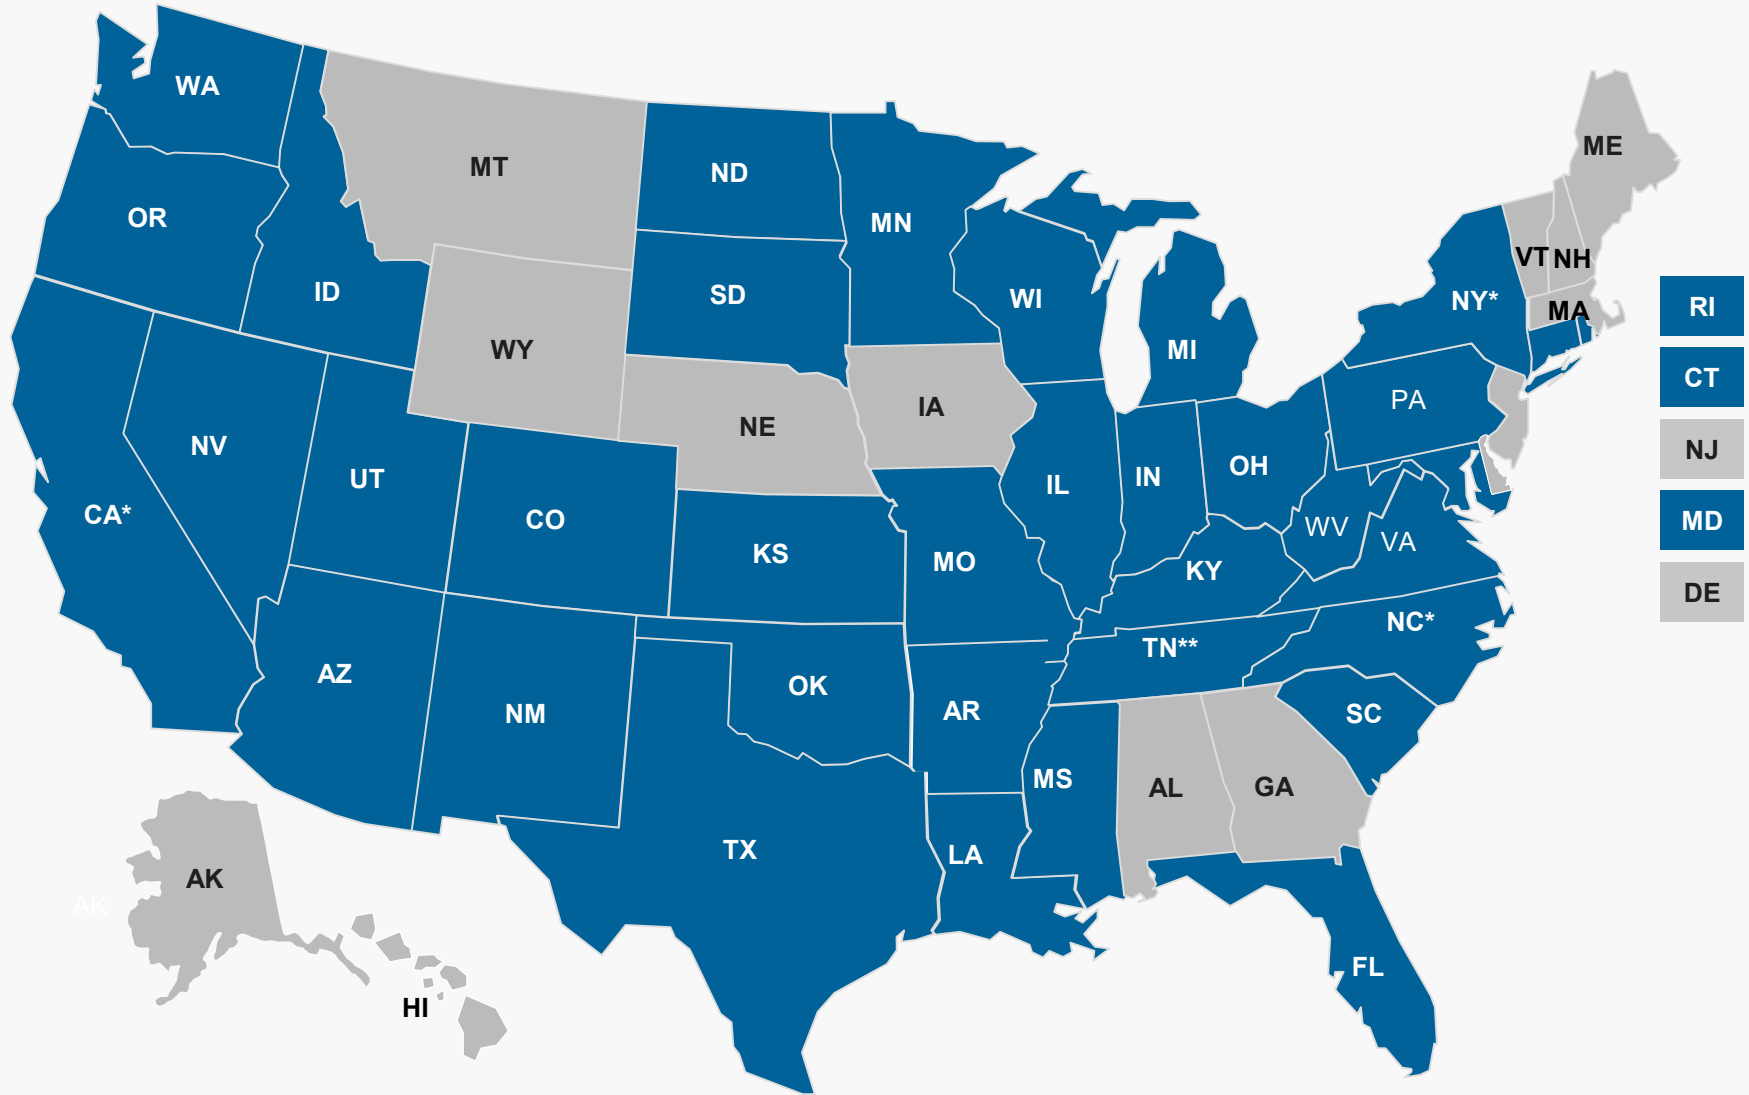 WA
MT
ND
ME
OR
MN
VT
NH
ID
SD
WI
NY*
RI
MA
WY
MI
CT
PA
IA
NE
NV
NJ
UT
OH
IN
IL
CA*
CO
MD
WV
VA
KS
MO
KY
DE
NC*
TN**
AZ
OK
NM
AR
SC
MS
AL
GA
TX
LA
AK
AK
FL
HI